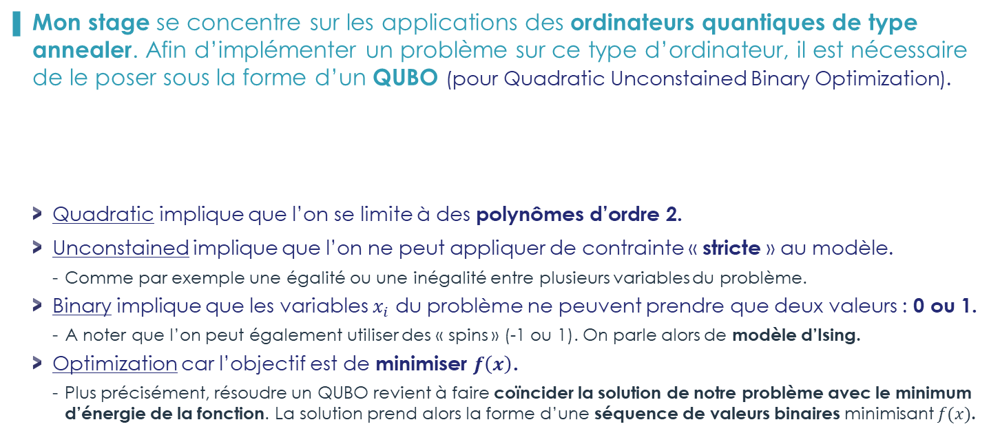 Mon stage se concentre sur les applications des ordinateurs quantiques de type
annealer. Afin d’implémenter un problème sur ce type d’ordinateur, il est nécessaire
de le poser sous la forme d’un QUBO (pour Quadratic Unconstained Binary Optimization).
Quadratic implique que l’on se limite à des polynômes d’ordre 2.
Unconstained implique que l’on ne peut appliquer de contrainte « stricte » au modèle.
- Comme par exemple une égalité ou une inégalité entre plusieurs variables du problème.
Binary implique que les variables xᵢ du problème ne peuvent prendre que deux valeurs : 0 ou 1.
- A noter que l’on peut également utiliser des « spins » (-1 ou 1). On parle alors de modèle d’Ising.
Optimization car l’objectif est de minimiser f(x).
- Plus précisément, résoudre un QUBO revient à faire coïncider la solution de notre problème avec le minimum
d’énergie de la fonction. La solution prend alors la forme d’une séquence de valeurs binaires minimisant f(x).